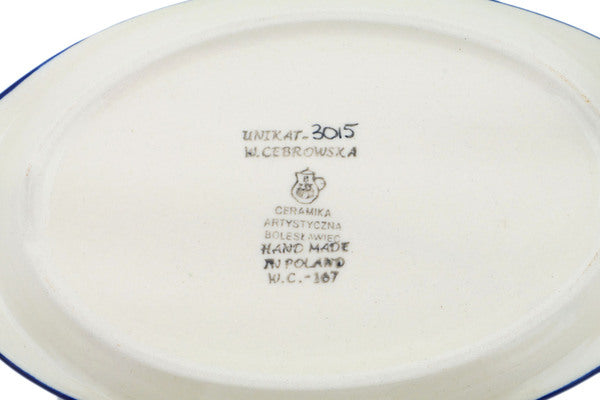 UNIKAT-3015
W.CEBROWSKA
CERAMIKA
ARTYSTYCZNA
BOLESŁAWIEC
HAND MADE
IN POLAND
W.C.-167